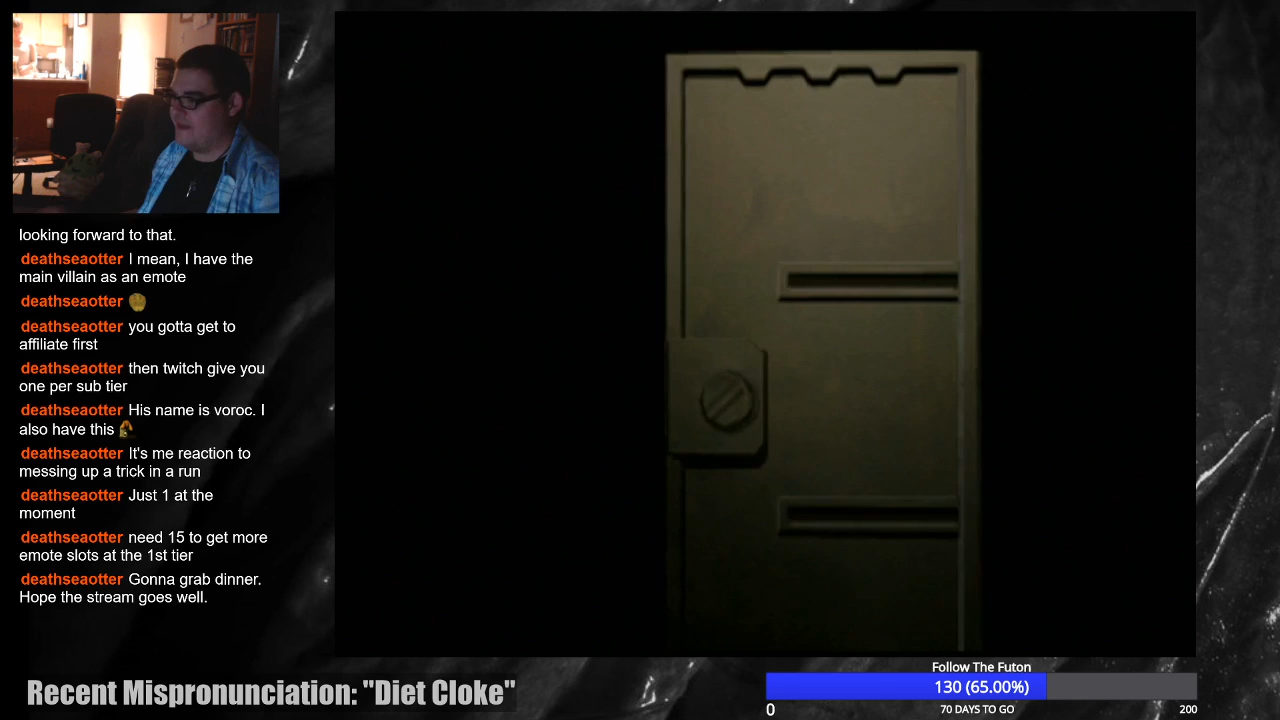 looking forward to that.
deathseaotter I mean, I have the
main villain as an emote
deathseaotter
deathseaotter you gotta get to
affiliate first
deathseaotter then twitch give you
one per sub tier
deathseaotter His name is voroc. I
also have this
deathseaotter It's me reaction to
messing up a trick in a run
deathseaotter Just 1 at the
moment
deathseaotter need 15 to get more
emote slots at the 1st tier
deathseaotter Gonna grab dinner.
Hope the stream goes well.
Recent Mispronunciation: "Diet Cloke"
Follow The Futon
130 (65.00%)
0 70 DAYS TO GO 200